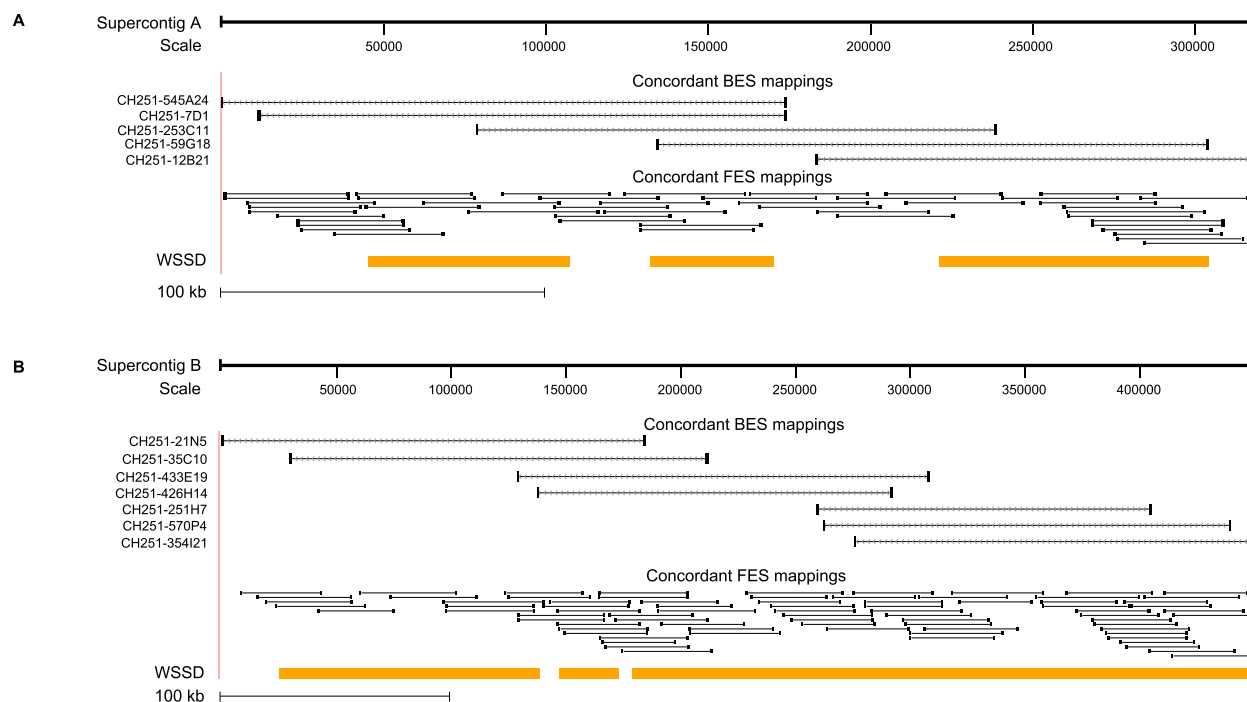 A
Supercontig A
Scale
50000 100000 150000 200000 250000 300000
Concordant BES mappings
CH251-545A24
CH251-7D1
CH251-253C11
CH251-59G18
CH251-12B21
Concordant FES mappings
WSSD
100 kb
B
Supercontig B
Scale
50000 100000 150000 200000 250000 300000 350000 400000
Concordant BES mappings
CH251-21N5
CH251-35C10
CH251-433E19
CH251-426H14
CH251-251H7
CH251-570P4
CH251-354I21
Concordant FES mappings
WSSD
100 kb